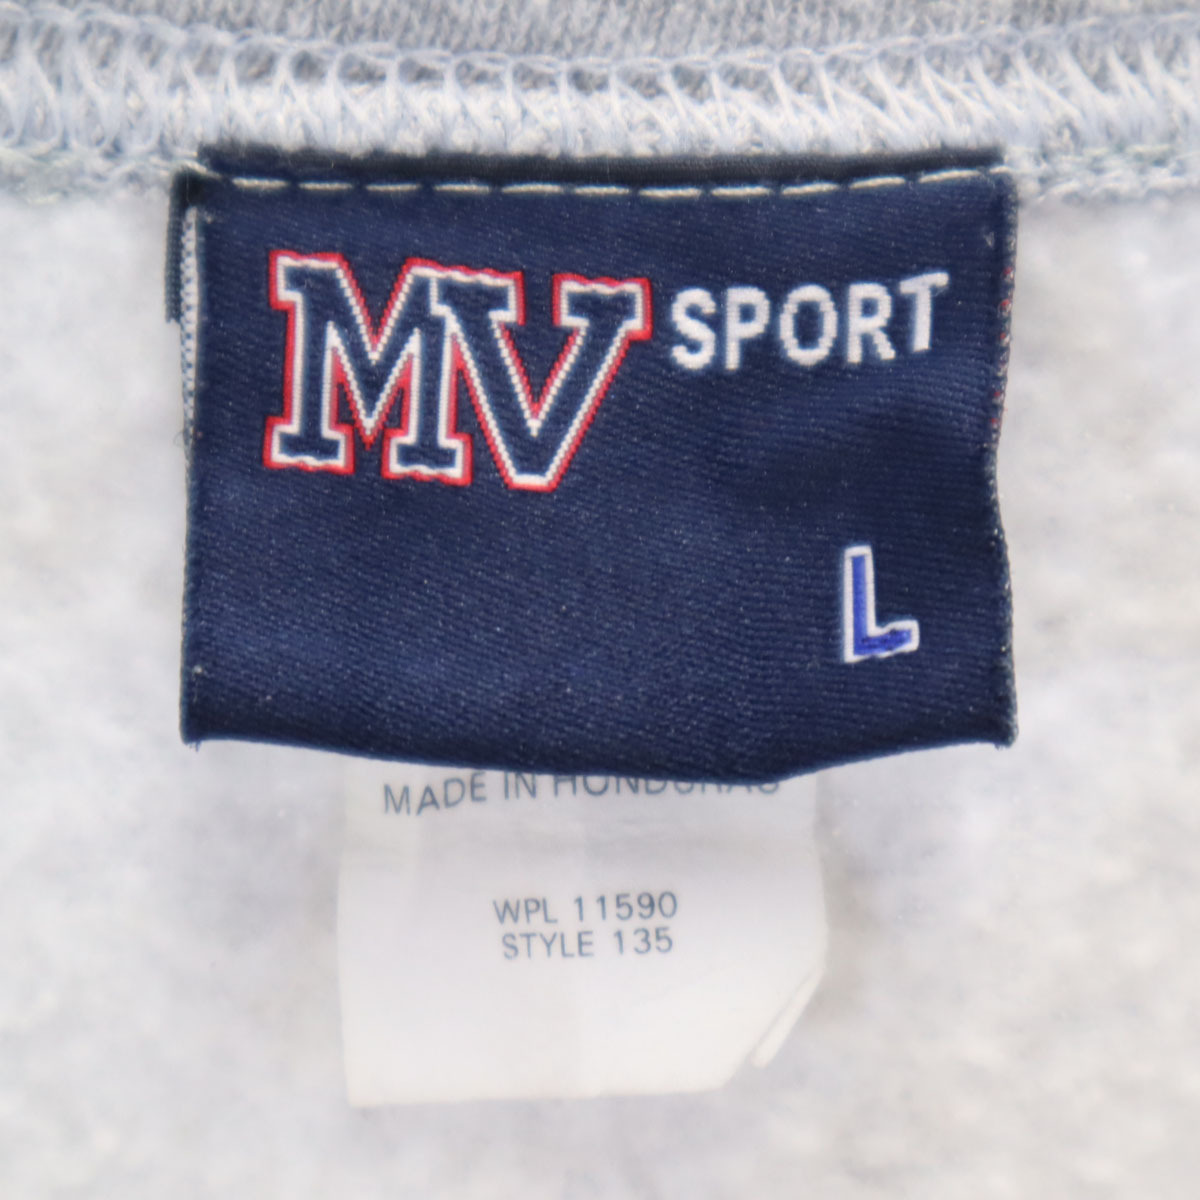 MV SPORT
L
MADE IN HONDURAS
WPL 11590
STYLE 135